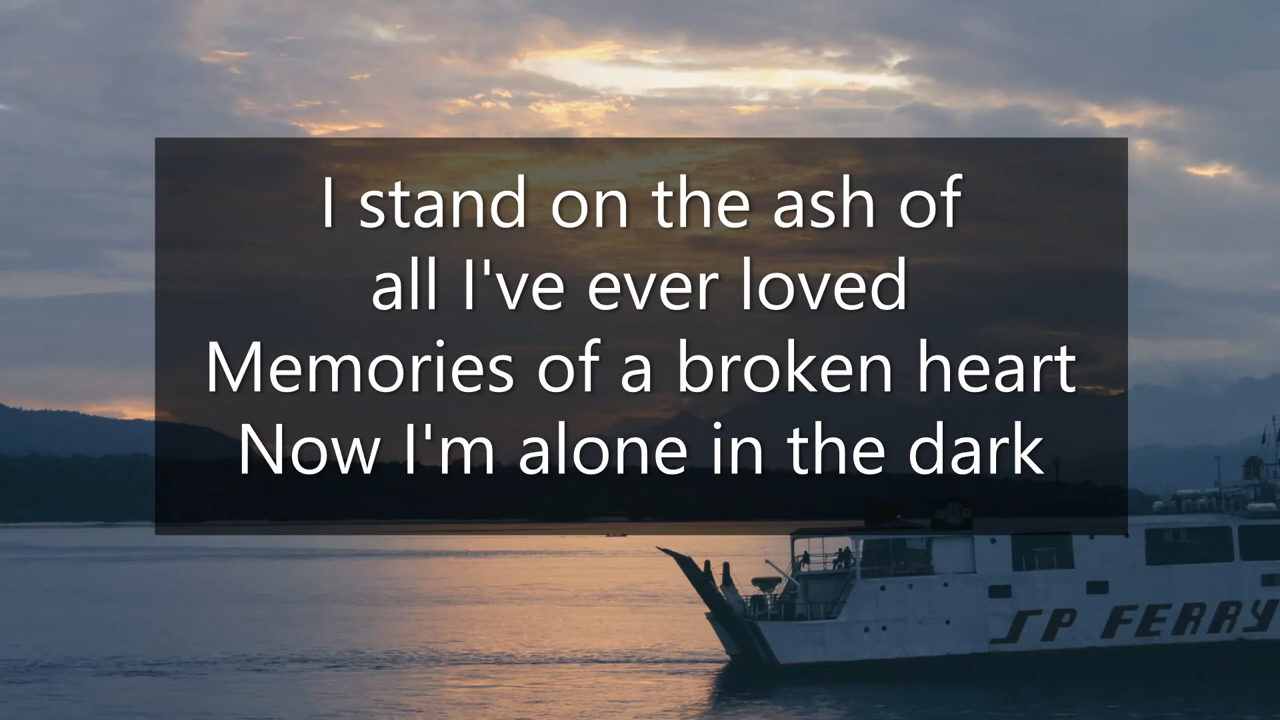 I stand on the ash of
all I've ever loved
Memories of a broken heart
Now I'm alone in the dark
SP FERRY